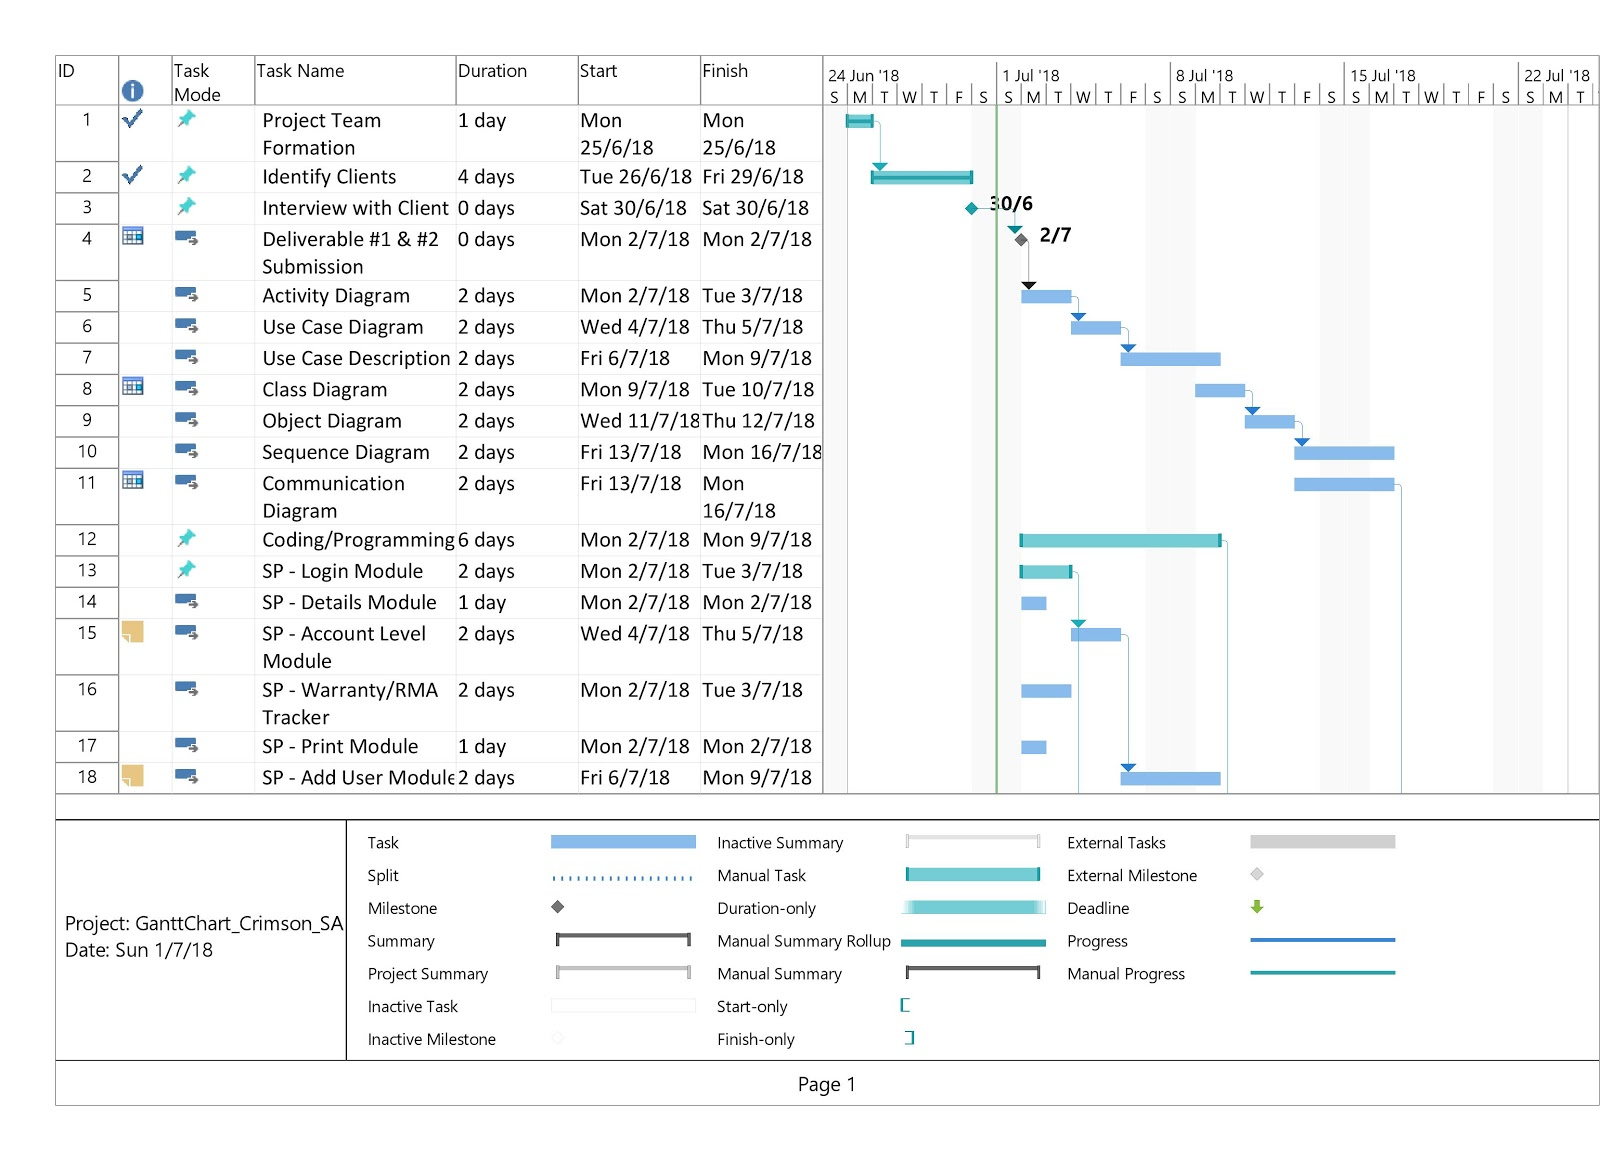 ID Task Mode Task Name Duration Start Finish
24 Jun '18 1 Jul '18 8 Jul '18 15 Jul '18 22 Jul '18
S M T W T F S S M T W T F S S M T W T F S S M T W T F S S M T
1 Project Team Formation 1 day Mon 25/6/18 Mon 25/6/18
2 Identify Clients 4 days Tue 26/6/18 Fri 29/6/18
3 Interview with Client 0 days Sat 30/6/18 Sat 30/6/18 30/6
4 Deliverable #1 & #2 Submission 0 days Mon 2/7/18 Mon 2/7/18 2/7
5 Activity Diagram 2 days Mon 2/7/18 Tue 3/7/18
6 Use Case Diagram 2 days Wed 4/7/18 Thu 5/7/18
7 Use Case Description 2 days Fri 6/7/18 Mon 9/7/18
8 Class Diagram 2 days Mon 9/7/18 Tue 10/7/18
9 Object Diagram 2 days Wed 11/7/18 Thu 12/7/18
10 Sequence Diagram 2 days Fri 13/7/18 Mon 16/7/18
11 Communication Diagram 2 days Fri 13/7/18 Mon 16/7/18
12 Coding/Programming 6 days Mon 2/7/18 Mon 9/7/18
13 SP - Login Module 2 days Mon 2/7/18 Tue 3/7/18
14 SP - Details Module 1 day Mon 2/7/18 Mon 2/7/18
15 SP - Account Level Module 2 days Wed 4/7/18 Thu 5/7/18
16 SP - Warranty/RMA Tracker 2 days Mon 2/7/18 Tue 3/7/18
17 SP - Print Module 1 day Mon 2/7/18 Mon 2/7/18
18 SP - Add User Module 2 days Fri 6/7/18 Mon 9/7/18
Project: GanttChart_Crimson_SA
Date: Sun 1/7/18
Task
Split
Milestone
Summary
Project Summary
Inactive Task
Inactive Milestone
Inactive Summary
Manual Task
Duration-only
Manual Summary Rollup
Manual Summary
Start-only
Finish-only
External Tasks
External Milestone
Deadline
Progress
Manual Progress
Page 1